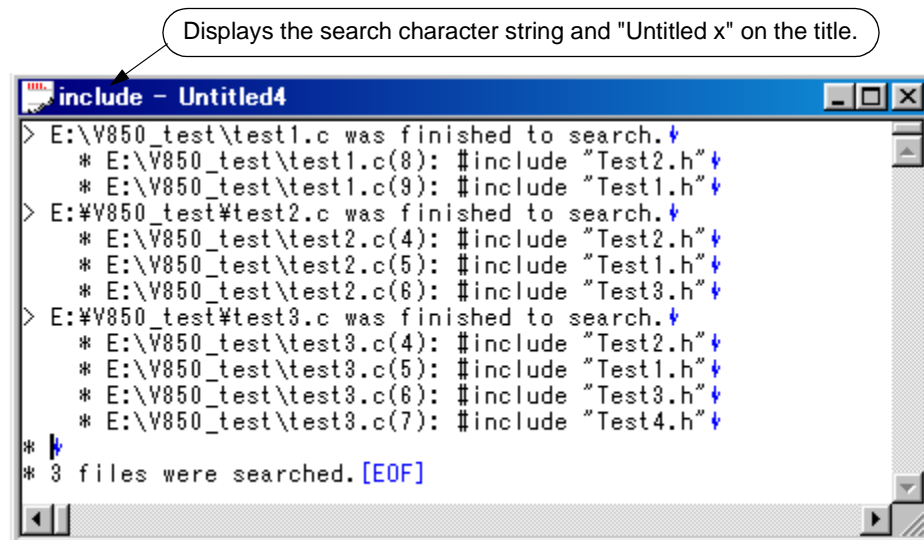 Displays the search character string and "Untitled x" on the title.
include - Untitled4
> E:\V850_test\test1.c was finished to search.
* E:\V850_test\test1.c(8): #include "Test2.h"
* E:\V850_test\test1.c(9): #include "Test1.h"
> E:¥V850_test¥test2.c was finished to search.
* E:\V850_test\test2.c(4): #include "Test2.h"
* E:\V850_test\test2.c(5): #include "Test1.h"
* E:\V850_test\test2.c(6): #include "Test3.h"
> E:¥V850_test¥test3.c was finished to search.
* E:\V850_test\test3.c(4): #include "Test2.h"
* E:\V850_test\test3.c(5): #include "Test1.h"
* E:\V850_test\test3.c(6): #include "Test3.h"
* E:\V850_test\test3.c(7): #include "Test4.h"
*
* 3 files were searched.[EOF]